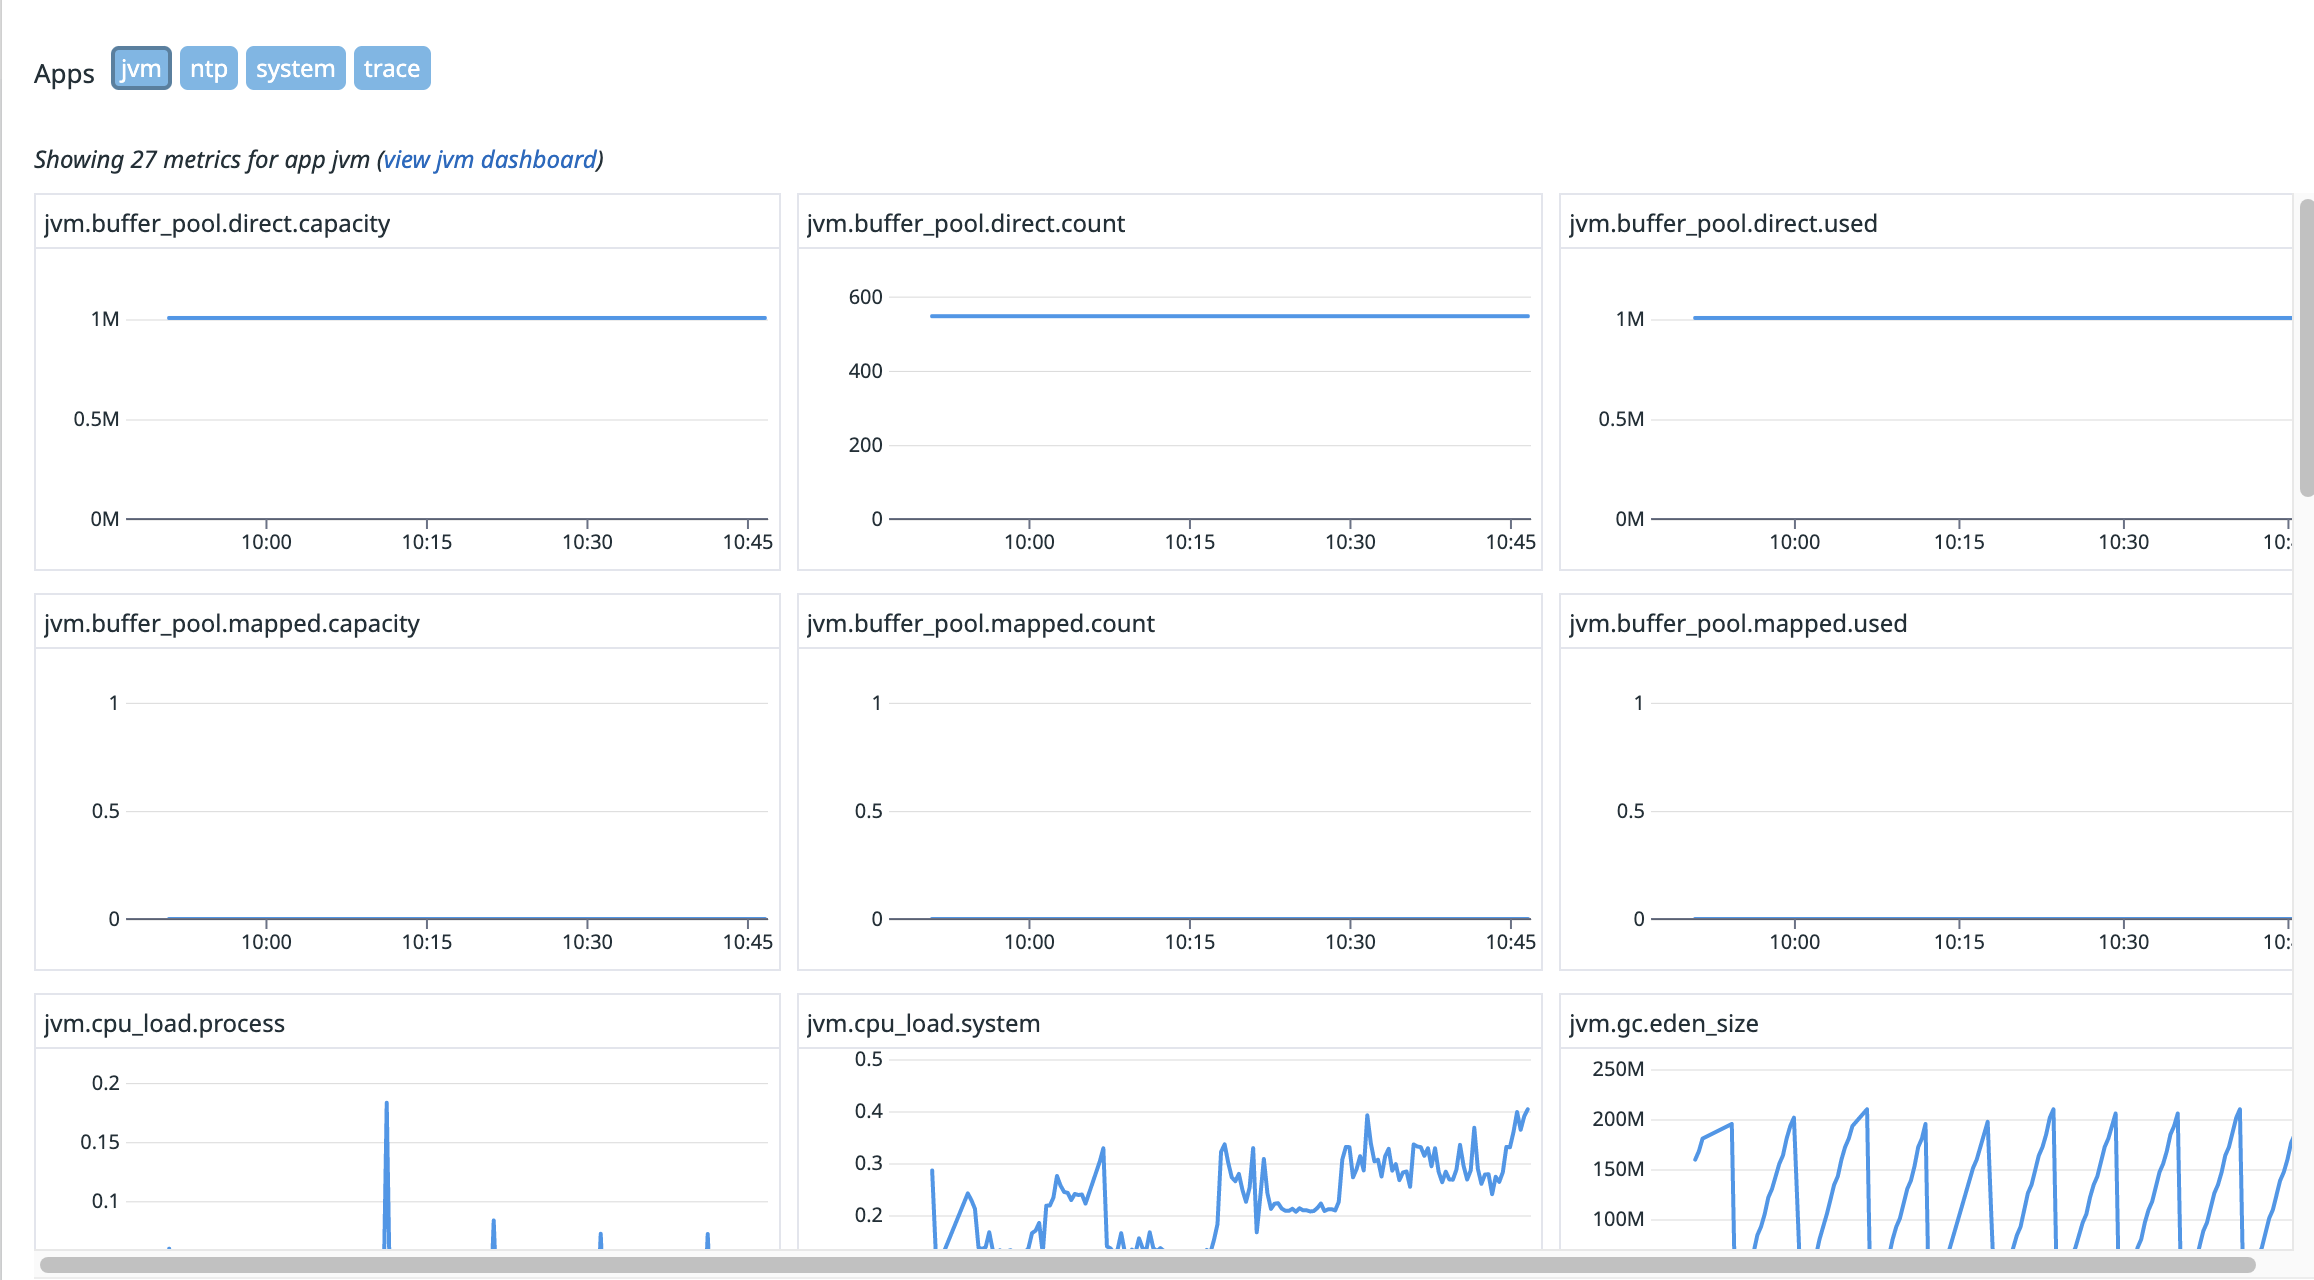 Apps jvm ntp system trace
Showing 27 metrics for app jvm (view jvm dashboard)
jvm.buffer_pool.direct.capacity
1M
0.5M
0M
10:00 10:15 10:30 10:45
jvm.buffer_pool.direct.count
600
400
200
0
10:00 10:15 10:30 10:45
jvm.buffer_pool.direct.used
1M
0.5M
0M
10:00 10:15 10:30 10:
jvm.buffer_pool.mapped.capacity
1
0.5
0
10:00 10:15 10:30 10:45
jvm.buffer_pool.mapped.count
1
0.5
0
10:00 10:15 10:30 10:45
jvm.buffer_pool.mapped.used
1
0.5
0
10:00 10:15 10:30 10:
jvm.cpu_load.process
0.2
0.15
0.1
jvm.cpu_load.system
0.5
0.4
0.3
0.2
jvm.gc.eden_size
250M
200M
150M
100M